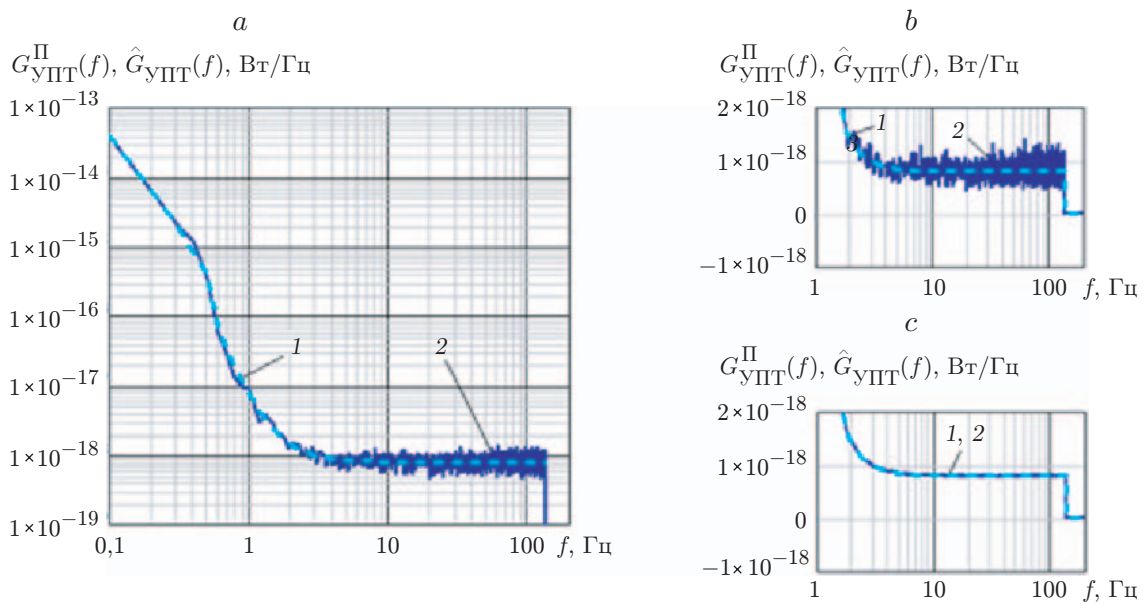 a
G^П_УПТ(f), Ĝ_УПТ(f), Вт/Гц
1×10^−13
1×10^−14
1×10^−15
1×10^−16
1×10^−17
1×10^−18
1×10^−19
1
2
0,1 1 10 100 f, Гц
b
G^П_УПТ(f), Ĝ_УПТ(f), Вт/Гц
2×10^−18
1×10^−18
0
−1×10^−18
1
2
3
1 10 100 f, Гц
c
G^П_УПТ(f), Ĝ_УПТ(f), Вт/Гц
2×10^−18
1×10^−18
0
−1×10^−18
1, 2
1 10 100 f, Гц